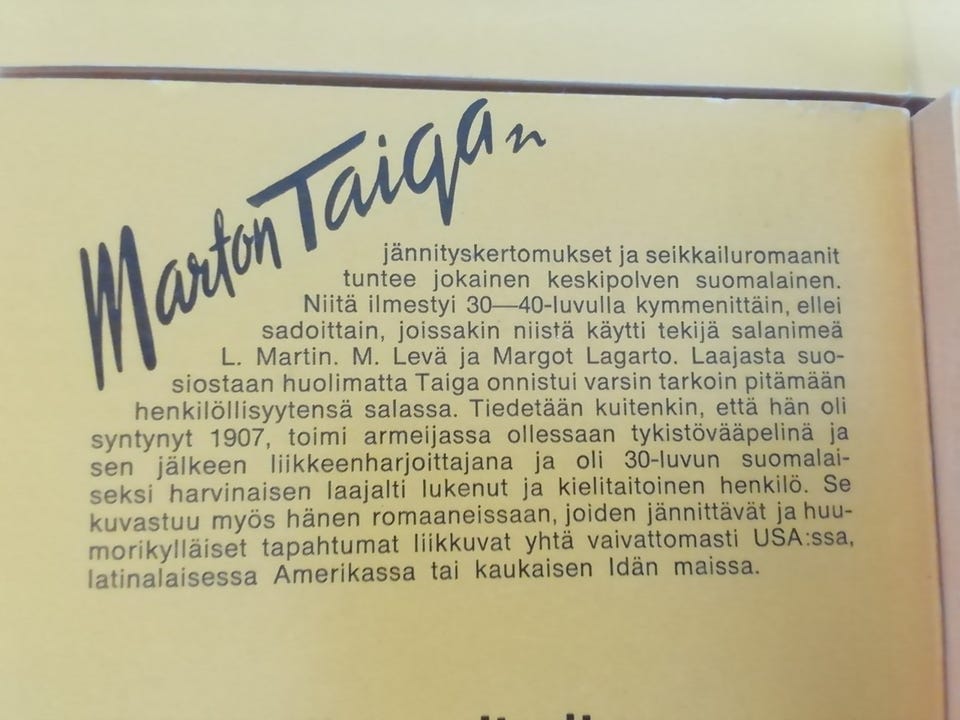 Marton Taigan
jännityskertomukset ja seikkailuromaanit
tuntee jokainen keskipolven suomalainen.
Niitä ilmestyi 30—40-luvulla kymmenittäin, ellei
sadoittain, joissakin niistä käytti tekijä salanimeä
L. Martin. M. Levä ja Margot Lagarto. Laajasta suo-
siostaan huolimatta Taiga onnistui varsin tarkoin pitämään
henkilöllisyytensä salassa. Tiedetään kuitenkin, että hän oli
syntynyt 1907, toimi armeijassa ollessaan tykistövääpelinä ja
sen jälkeen liikkeenharjoittajana ja oli 30-luvun suomalai-
seksi harvinaisen laajalti lukenut ja kielitaitoinen henkilö. Se
kuvastuu myös hänen romaaneissaan, joiden jännittävät ja huu-
morikylläiset tapahtumat liikkuvat yhtä vaivattomasti USA:ssa,
latinalaisessa Amerikassa tai kaukaisen Idän maissa.